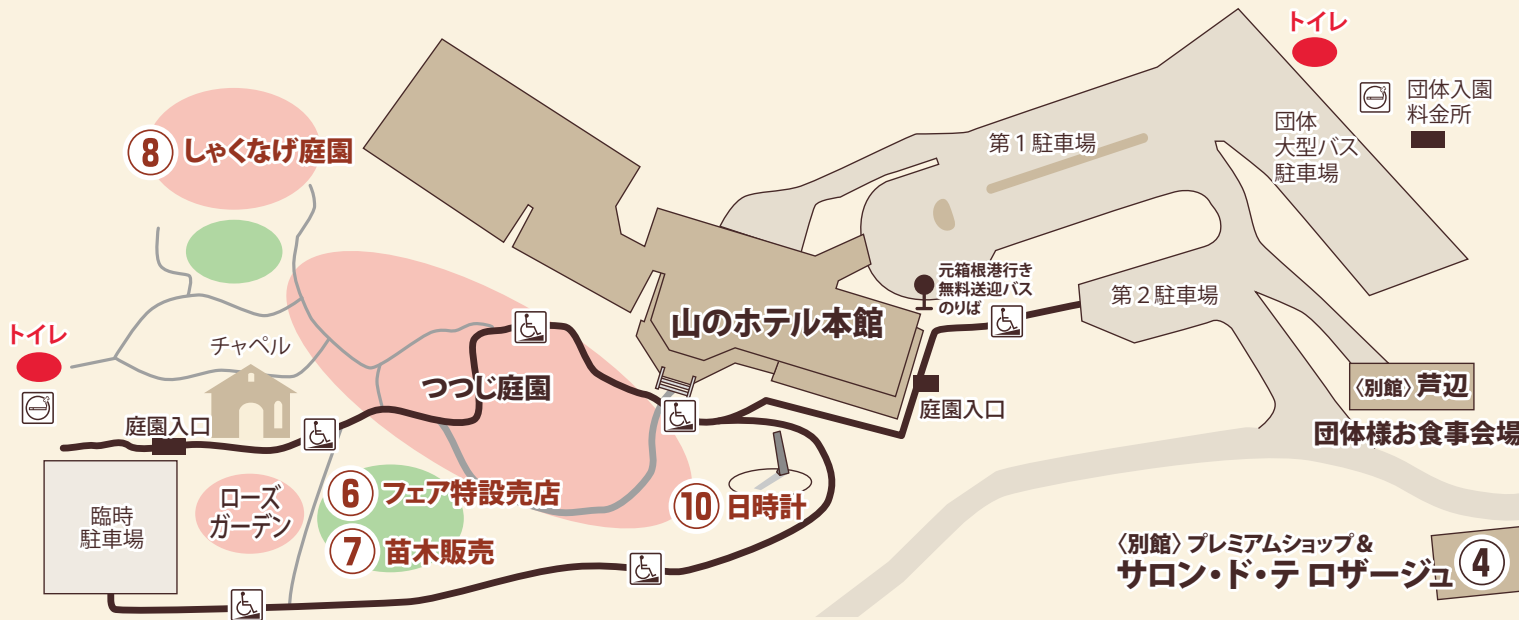 トイレ
団体入園
料金所
団体
大型バス
駐車場
第1駐車場
8 しゃくなげ庭園
元箱根港行き
無料送迎バス
のりば
第2駐車場
山のホテル本館
トイレ
チャペル
つつじ庭園
〈別館〉芦辺
団体様お食事会場
庭園入口
庭園入口
ローズ
ガーデン
6 フェア特設売店
7 苗木販売
10 日時計
臨時
駐車場
〈別館〉プレミアムショップ&
サロン・ド・テ ロザージュ 4